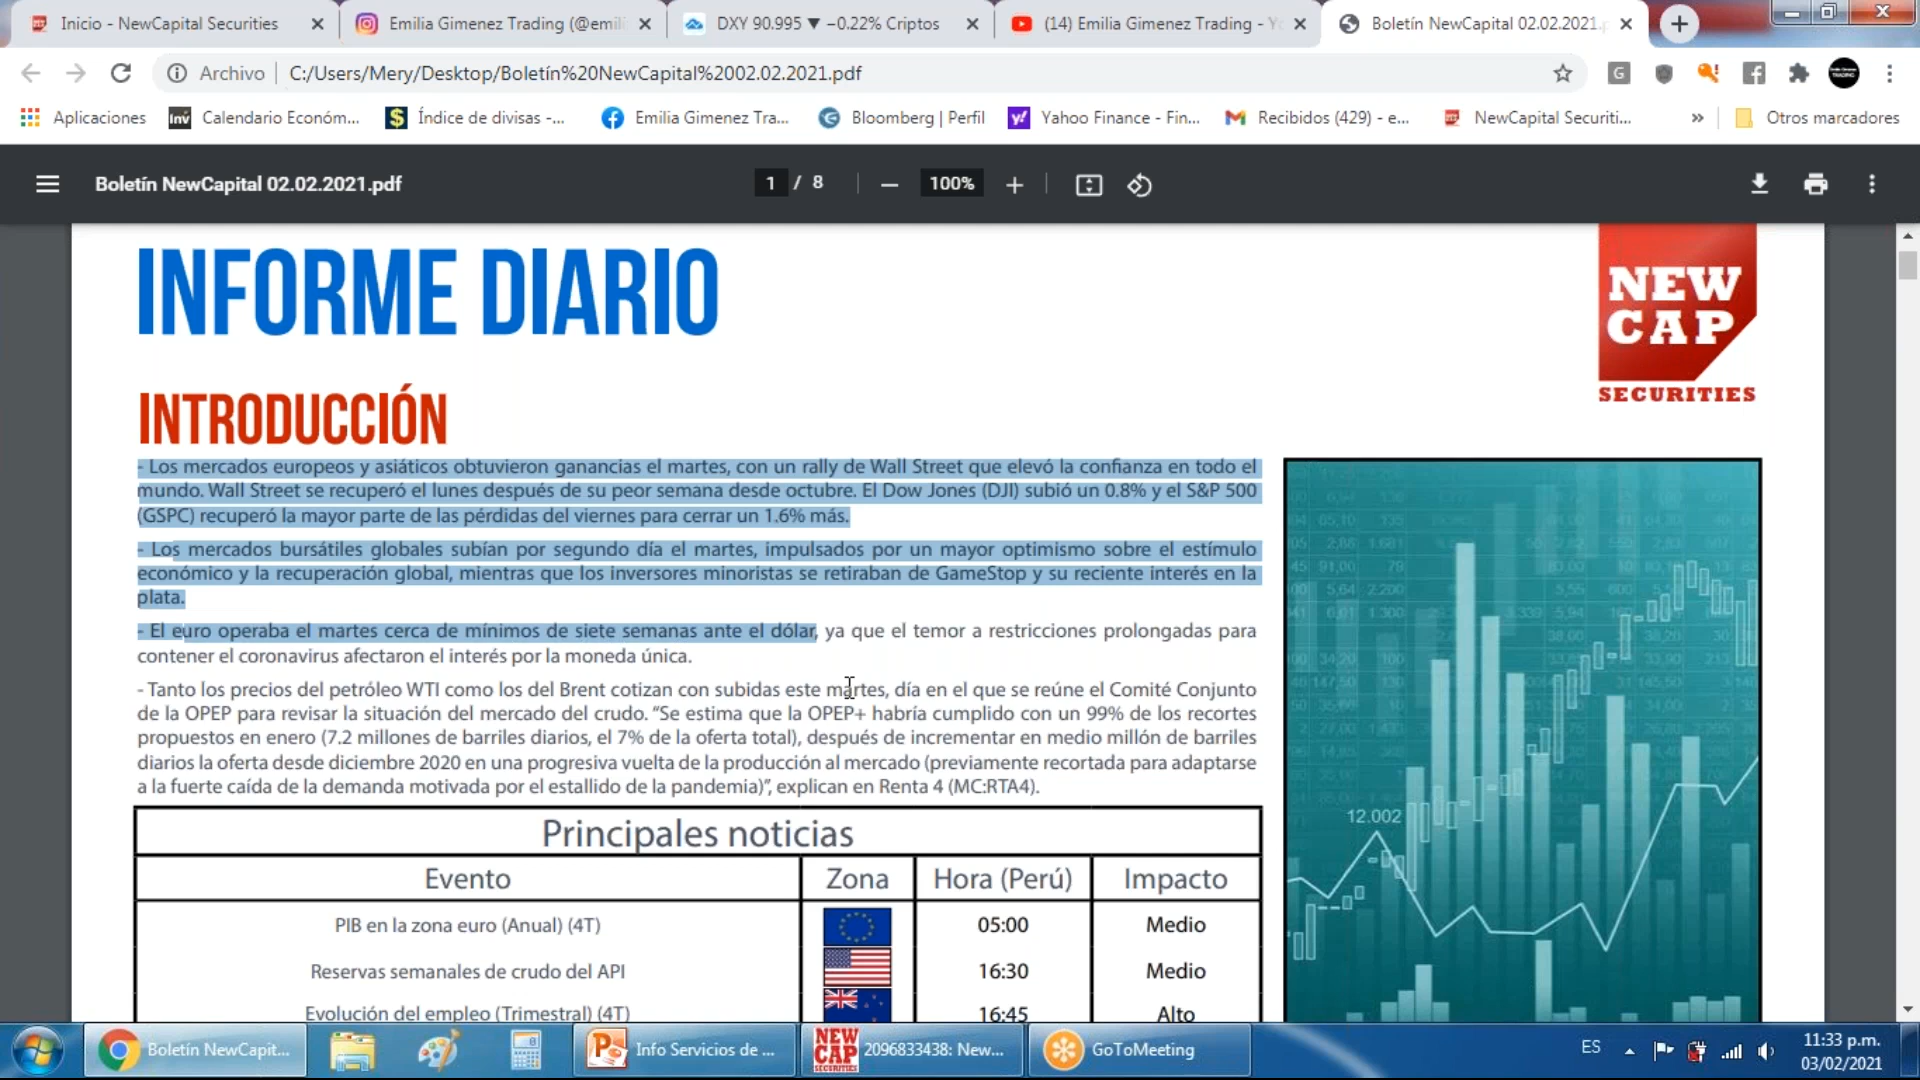 Inicio - NewCapital Securities
Emilia Gimenez Trading (@emili
DXY 90.995 ▼ −0.22% Criptos
(14) Emilia Gimenez Trading - Yo
Boletín NewCapital 02.02.2021.p
Archivo
C:/Users/Mery/Desktop/Boletín%20NewCapital%2002.02.2021.pdf
Aplicaciones
Calendario Económ...
Índice de divisas -...
Emilia Gimenez Tra...
Bloomberg | Perfil
Yahoo Finance - Fin...
Recibidos (429) - e...
NewCapital Securiti...
Otros marcadores
Boletín NewCapital 02.02.2021.pdf
1 / 8
100%
INFORME DIARIO
NEW
CAP
SECURITIES
INTRODUCCIÓN
- Los mercados europeos y asiáticos obtuvieron ganancias el martes, con un rally de Wall Street que elevó la confianza en todo el
mundo. Wall Street se recuperó el lunes después de su peor semana desde octubre. El Dow Jones (DJI) subió un 0.8% y el S&P 500
(GSPC) recuperó la mayor parte de las pérdidas del viernes para cerrar un 1.6% más.
- Los mercados bursátiles globales subían por segundo día el martes, impulsados por un mayor optimismo sobre el estímulo
económico y la recuperación global, mientras que los inversores minoristas se retiraban de GameStop y su reciente interés en la
plata.
- El euro operaba el martes cerca de mínimos de siete semanas ante el dólar, ya que el temor a restricciones prolongadas para
contener el coronavirus afectaron el interés por la moneda única.
- Tanto los precios del petróleo WTI como los del Brent cotizan con subidas este martes, día en el que se reúne el Comité Conjunto
de la OPEP para revisar la situación del mercado del crudo. “Se estima que la OPEP+ habría cumplido con un 99% de los recortes
propuestos en enero (7.2 millones de barriles diarios, el 7% de la oferta total), después de incrementar en medio millón de barriles
diarios la oferta desde diciembre 2020 en una progresiva vuelta de la producción al mercado (previamente recortada para adaptarse
a la fuerte caída de la demanda motivada por el estallido de la pandemia)”, explican en Renta 4 (MC:RTA4).
12.002
Principales noticias
Evento Zona Hora (Perú) Impacto
PIB en la zona euro (Anual) (4T) 05:00 Medio
Reservas semanales de crudo del API 16:30 Medio
Evolución del empleo (Trimestral) (4T) 16:45 Alto
Boletín NewCapit...
Info Servicios de ...
NEW
CAP
SECURITIES
2096833438: New...
GoToMeeting
ES
11:33 p.m.
03/02/2021